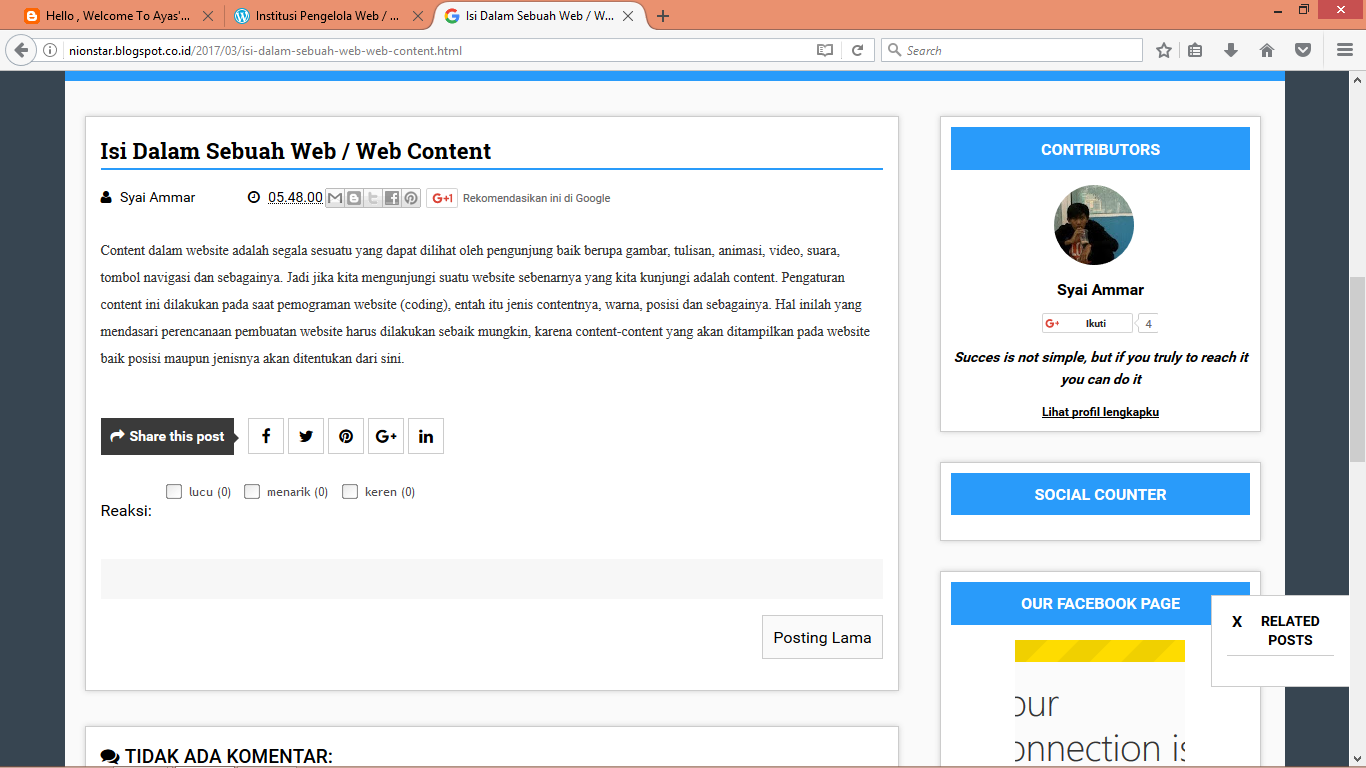 Hello , Welcome To Ayas'...
Institusi Pengelola Web / ...
Isi Dalam Sebuah Web / W...
nionstar.blogspot.co.id/2017/03/isi-dalam-sebuah-web-web-content.html
Search
Isi Dalam Sebuah Web / Web Content
Syai Ammar
05.48.00
G+1
Rekomendasikan ini di Google
Content dalam website adalah segala sesuatu yang dapat dilihat oleh pengunjung baik berupa gambar, tulisan, animasi, video, suara,
tombol navigasi dan sebagainya. Jadi jika kita mengunjungi suatu website sebenarnya yang kita kunjungi adalah content. Pengaturan
content ini dilakukan pada saat pemograman website (coding), entah itu jenis contentnya, warna, posisi dan sebagainya. Hal inilah yang
mendasari perencanaan pembuatan website harus dilakukan sebaik mungkin, karena content-content yang akan ditampilkan pada website
baik posisi maupun jenisnya akan ditentukan dari sini.
Share this post
lucu (0)
menarik (0)
keren (0)
Reaksi:
Posting Lama
TIDAK ADA KOMENTAR:
CONTRIBUTORS
Syai Ammar
G+ Ikuti 4
Succes is not simple, but if you truly to reach it
you can do it
Lihat profil lengkapku
SOCIAL COUNTER
OUR FACEBOOK PAGE
X RELATED
POSTS
our
onnection is